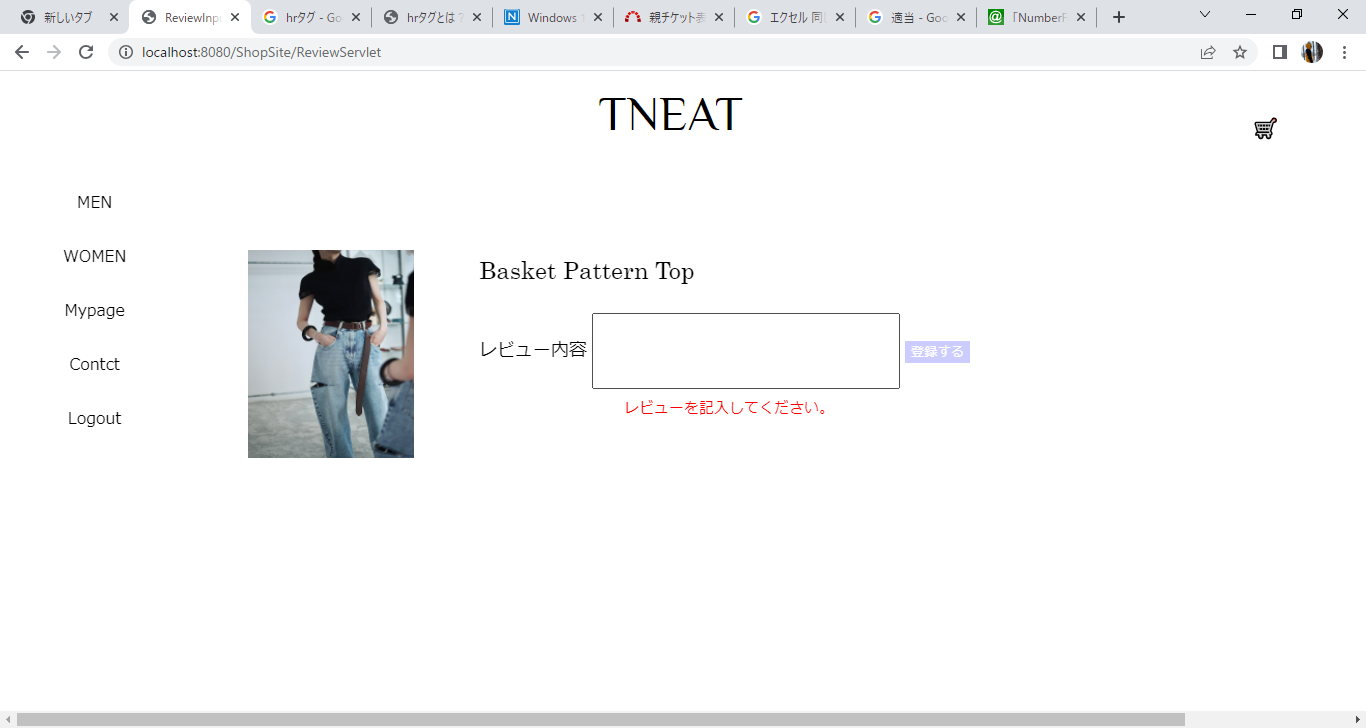 新しいタブ
ReviewInp
hrタグ - Go
hrタグとは？
Windows
親チケット表
エクセル 同
適当 - Goo
「NumberF
localhost:8080/ShopSite/ReviewServlet
TNEAT
MEN
WOMEN
Mypage
Contct
Logout
Basket Pattern Top
レビュー内容
登録する
レビューを記入してください。